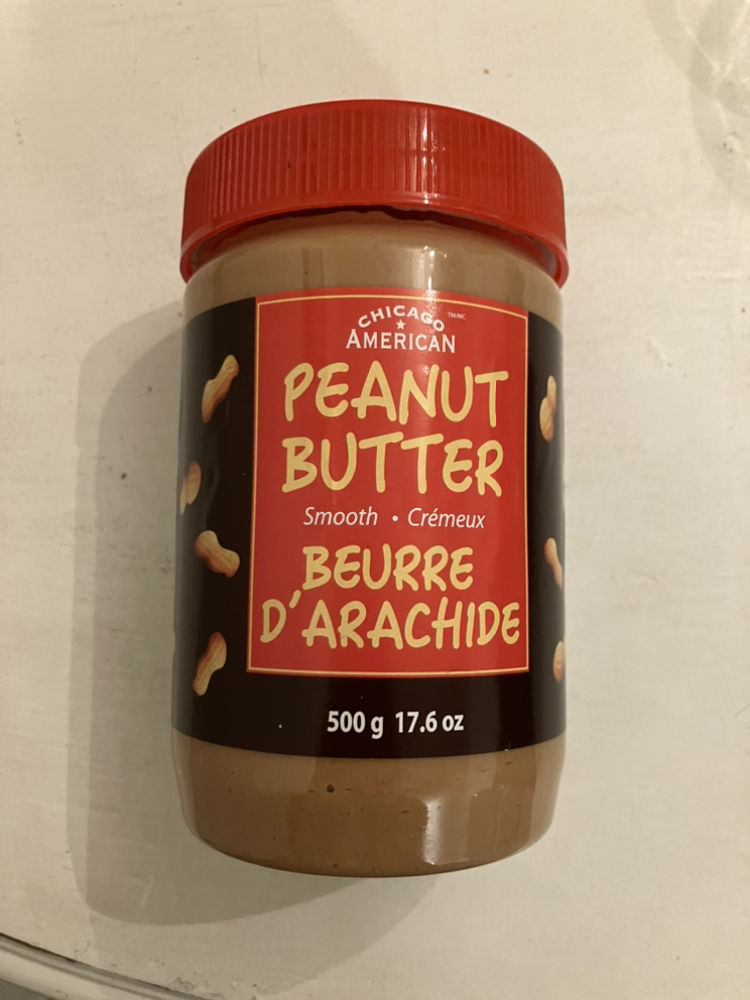 CHICAGO
AMERICAN
TM/MC
PEANUT
BUTTER
Smooth • Crémeux
BEURRE
D'ARACHIDE
500 g 17.6 oz